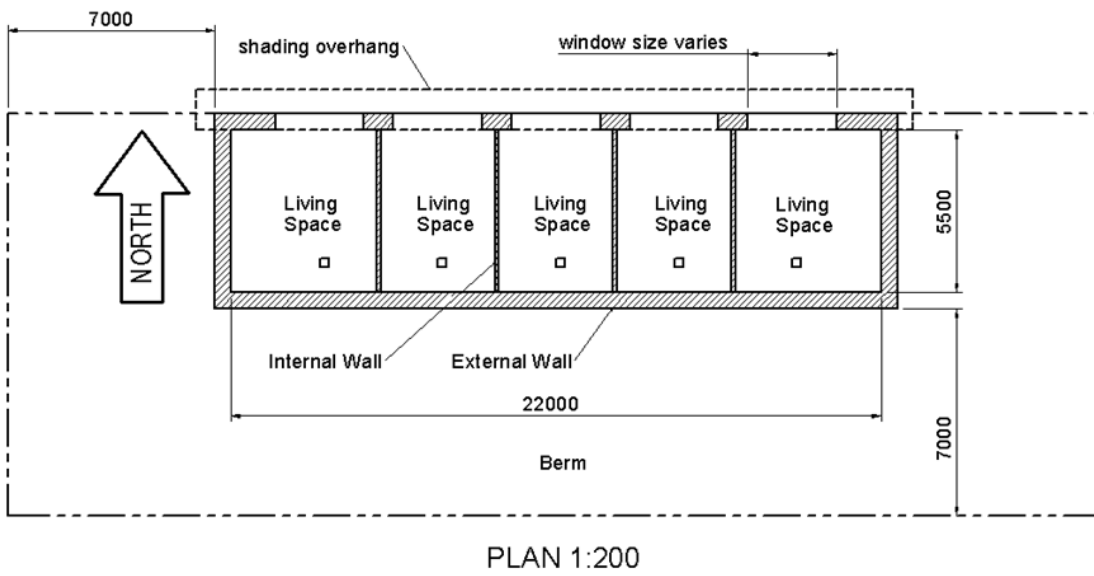 7000
shading overhang
window size varies
NORTH
Living
Space
Living
Space
Living
Space
Living
Space
Living
Space
5500
Internal Wall
External Wall
22000
7000
Berm
PLAN 1:200